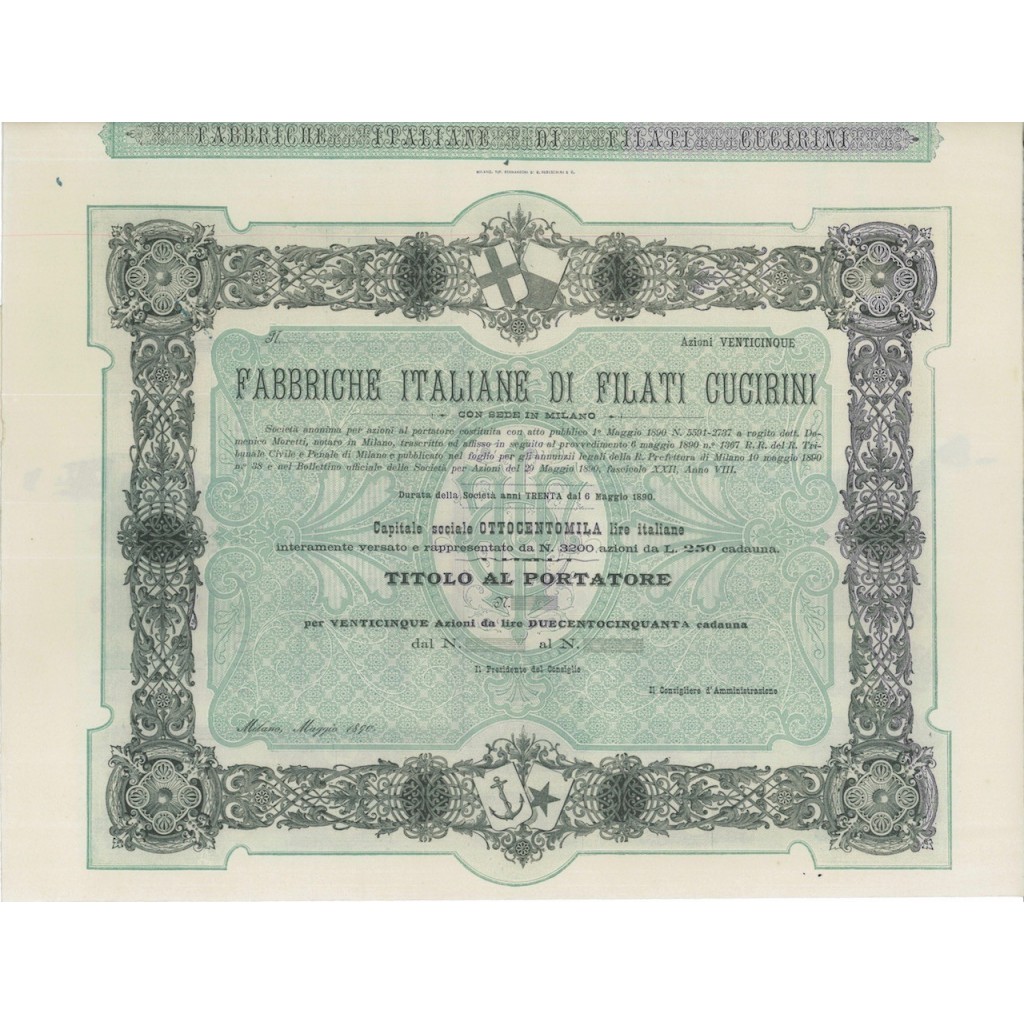 FABBRICHE ITALIANE DI FILATI CUCIRINI
N.
Azioni VENTICINQUE
FABBRICHE ITALIANE DI FILATI CUCIRINI
CON SEDE IN MILANO
Società anonima per azioni al portatore costituita con atto pubblico 1º Maggio 1890 N. 5591-2737 a rogito dott. Do-
menico Moretti, notaro in Milano, trascritto ed affisso in seguito al provvedimento 6 maggio 1890 n.º 1367 R.R. del R. Tri-
bunale Civile e Penale di Milano e pubblicato nel foglio per gli annunzii legali della R. Prefettura di Milano 10 maggio 1890
n.º 38 e nel Bollettino ufficiale delle Società per Azioni del 29 Maggio 1890, fascicolo XXII, Anno VIII.
Durata della Società anni TRENTA dal 6 Maggio 1890.
Capitale sociale OTTOCENTOMILA lire italiane
interamente versato e rappresentato da N. 3200 azioni da L. 250 cadauna.
TITOLO AL PORTATORE
N.
per VENTICINQUE Azioni da lire DUECENTOCINQUANTA cadauna
dal N. al N.
Il Presidente del Consiglio
Il Consigliere d'Amministrazione
Milano, Maggio 1890.